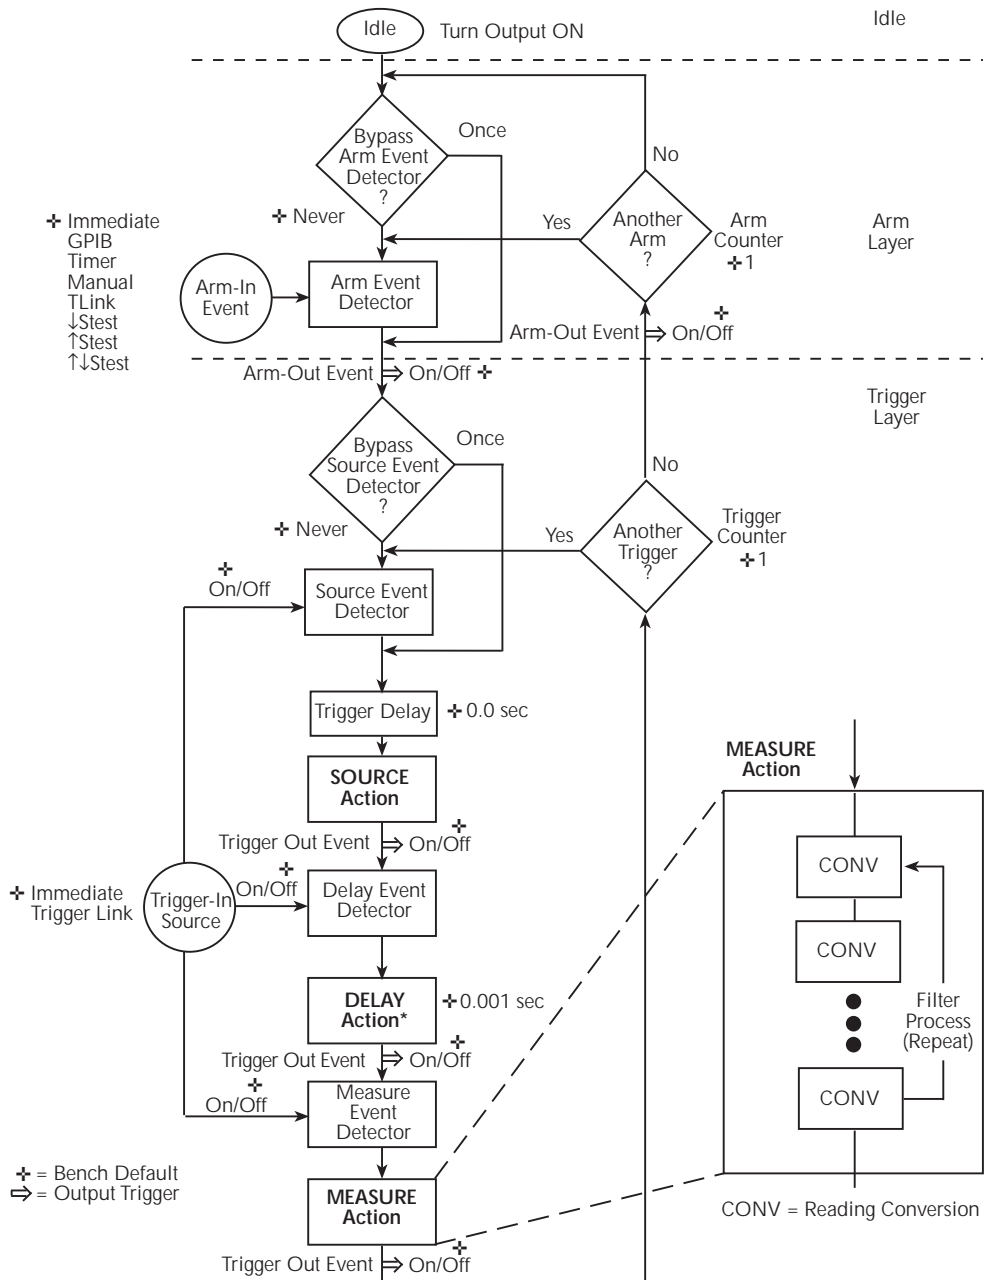 Idle
Turn Output ON
Idle
Bypass
Arm Event
Detector
?
Once
✛ Never
No
Another
Arm
?
Yes
Arm
Counter
✛1
Arm
Layer
✛ Immediate
GPIB
Timer
Manual
TLink
↓Stest
↑Stest
↑↓Stest
Arm-In
Event
Arm Event
Detector
Arm-Out Event ⇨ On/Off
✛
Arm-Out Event ⇨ On/Off ✛
Trigger
Layer
Bypass
Source Event
Detector
?
Once
✛ Never
No
Another
Trigger
?
Yes
Trigger
Counter
✛1
✛
On/Off
Source Event
Detector
Trigger Delay
✛ 0.0 sec
SOURCE
Action
Trigger Out Event ⇨ On/Off
✛
✛ Immediate
Trigger Link
Trigger-In
Source
✛
On/Off
Delay Event
Detector
DELAY
Action*
✛ 0.001 sec
Trigger Out Event ⇨ On/Off
✛
✛
On/Off
Measure
Event
Detector
✛ = Bench Default
⇨ = Output Trigger
MEASURE
Action
Trigger Out Event ⇨ On/Off
✛
MEASURE
Action
CONV
CONV
Filter
Process
(Repeat)
CONV
CONV = Reading Conversion